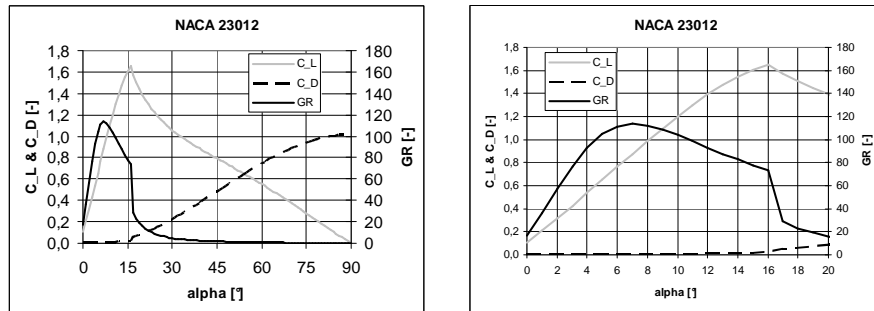 NACA 23012
1,8
1,6
1,4
1,2
1,0
0,8
0,6
0,4
0,2
0,0
180
160
140
120
100
80
60
40
20
0
0 15 30 45 60 75 90
C_L & C_D [-]
GR [-]
alpha [°]
C_L
C_D
GR
NACA 23012
1,8
1,6
1,4
1,2
1,0
0,8
0,6
0,4
0,2
0,0
180
160
140
120
100
80
60
40
20
0
0 2 4 6 8 10 12 14 16 18 20
C_L & C_D [-]
GR [-]
alpha [°]
C_L
C_D
GR